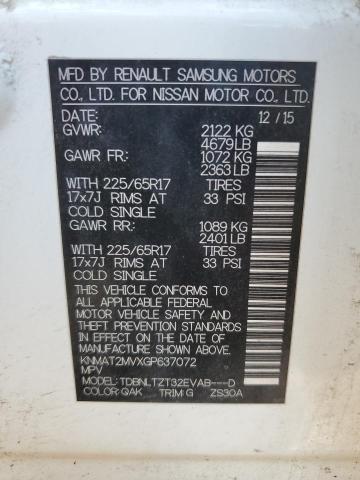 MFD BY RENAULT SAMSUNG MOTORS
CO., LTD. FOR NISSAN MOTOR CO., LTD.
DATE: 12 / 15
GVWR: 2122 KG
4679 LB
GAWR FR: 1072 KG
2363 LB
WITH 225/65R17 TIRES
17x7J RIMS AT 33 PSI
COLD SINGLE
GAWR RR: 1089 KG
2401 LB
WITH 225/65R17 TIRES
17x7J RIMS AT 33 PSI
COLD SINGLE
THIS VEHICLE CONFORMS TO ALL
APPLICABLE FEDERAL
MOTOR VEHICLE SAFETY AND
THEFT PREVENTION STANDARDS
IN EFFECT ON THE DATE OF
MANUFACTURE SHOWN ABOVE.
KNMAT2MVXGP637072
MPV
MODEL: TDBNLTZT32EVAB---D
COLOR: QAK TRIM: G ZS30A